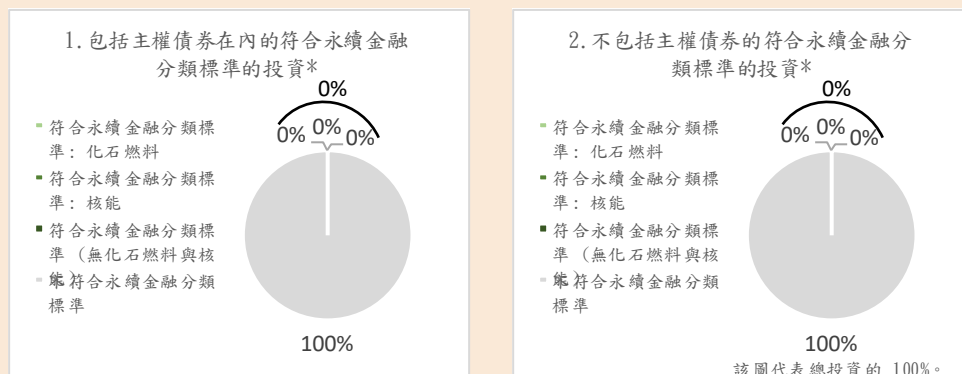 1.包括主權債券在內的符合永續金融
分類標準的投資*
0%
0% 0% 0%
符合永續金融分類標
準: 化石燃料
符合永續金融分類標
準: 核能
符合永續金融分類標
準 (無化石燃料與核
能)
未符合永續金融分類
標準
100%
2.不包括主權債券的符合永續金融分
類標準的投資*
0%
0% 0% 0%
符合永續金融分類標
準: 化石燃料
符合永續金融分類標
準: 核能
符合永續金融分類標
準 (無化石燃料與核
能)
未符合永續金融分類
標準
100%
該圖代表總投資的 100%。